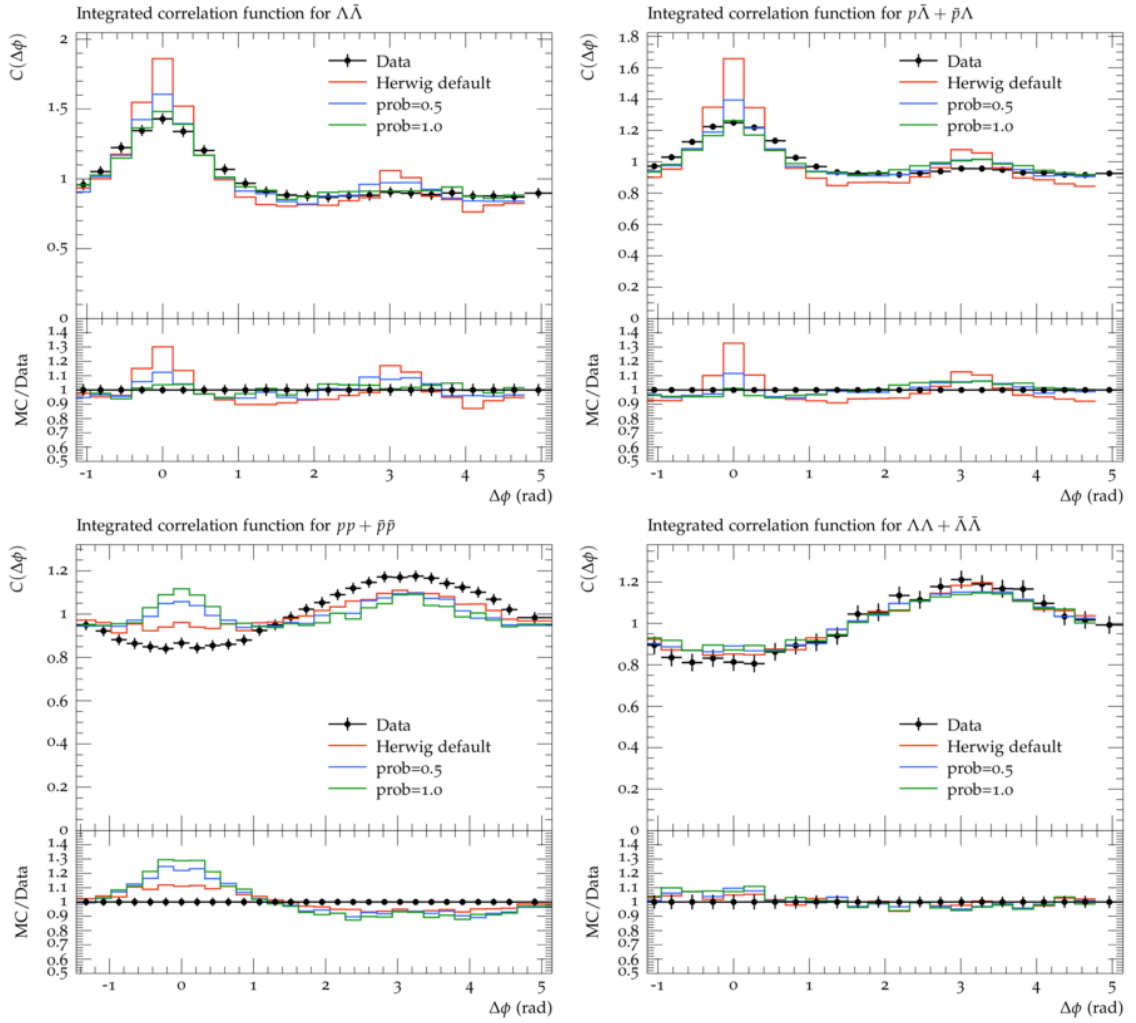 Integrated correlation function for ΛΛ̄
C(Δϕ)
2
1.5
1
0.5
0
Data
Herwig default
prob=0.5
prob=1.0
MC/Data
1.4
1.3
1.2
1.1
1
0.9
0.8
0.7
0.6
0.5
-1 0 1 2 3 4 5
Δϕ (rad)
Integrated correlation function for pΛ̄ + p̄Λ
C(Δϕ)
1.8
1.6
1.4
1.2
1
0.8
0.6
0.4
0.2
0
Data
Herwig default
prob=0.5
prob=1.0
MC/Data
1.4
1.3
1.2
1.1
1
0.9
0.8
0.7
0.6
0.5
-1 0 1 2 3 4 5
Δϕ (rad)
Integrated correlation function for pp + p̄p̄
C(Δϕ)
1.2
1
0.8
0.6
0.4
0.2
0
Data
Herwig default
prob=0.5
prob=1.0
MC/Data
1.4
1.3
1.2
1.1
1
0.9
0.8
0.7
0.6
0.5
-1 0 1 2 3 4 5
Δϕ (rad)
Integrated correlation function for ΛΛ + Λ̄Λ̄
C(Δϕ)
1.2
1
0.8
0.6
0.4
0.2
0
Data
Herwig default
prob=0.5
prob=1.0
MC/Data
1.4
1.3
1.2
1.1
1
0.9
0.8
0.7
0.6
0.5
-1 0 1 2 3 4 5
Δϕ (rad)